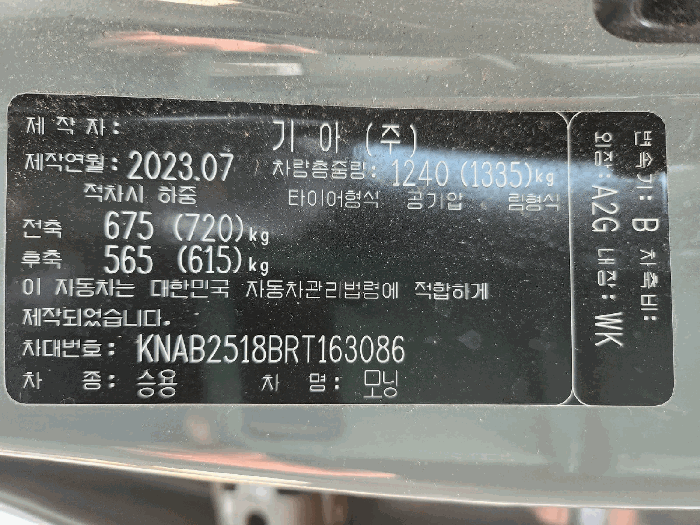 제 작 자: 기 아 (주)
제작연월: 2023.07 차량총중량: 1240 (1335)kg
적차시 하중 타이어형식 공기압 림형식
전축 675 (720)kg
후축 565 (615)kg
이 자동차는 대한민국 자동차관리법령에 적합하게
제작되었습니다.
차대번호: KNAB2518BRT163086
차 종: 승용 차 명: 모닝
변속기: B 차축비:
외장: A2G 내장: WK